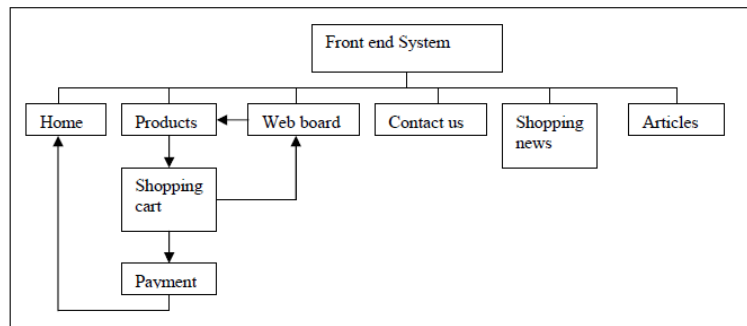 Front end System
Home
Products
Web board
Contact us
Shopping
news
Articles
Shopping
cart
Payment